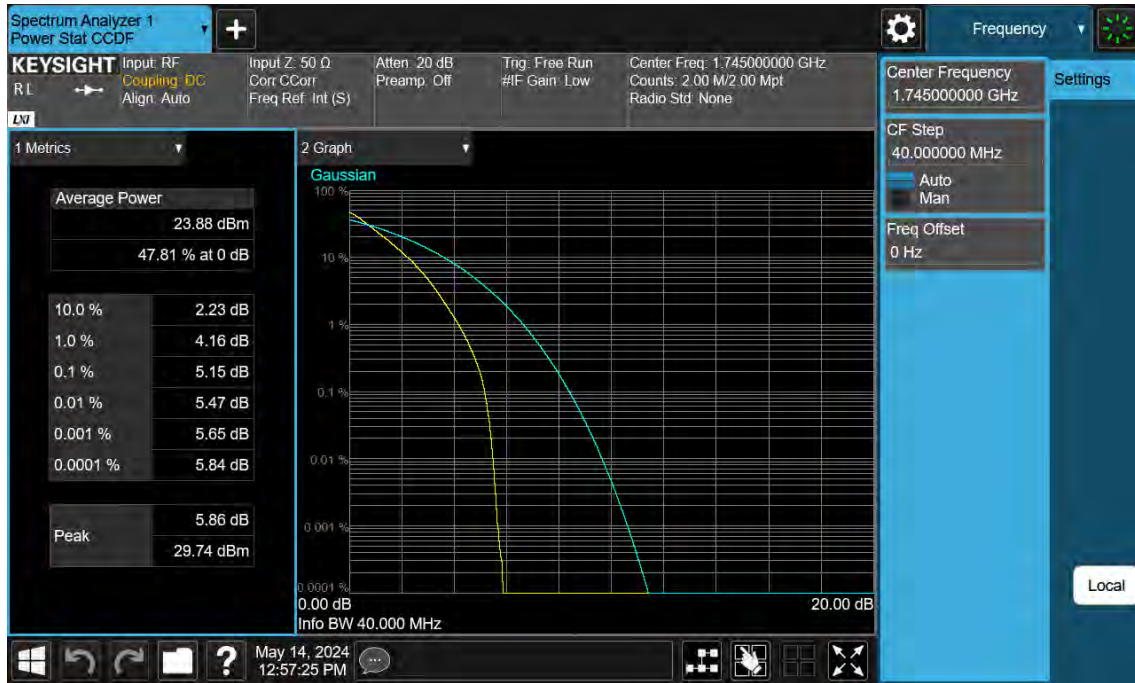 Spectrum Analyzer 1
Power Stat CCDF
+
Frequency
KEYSIGHT
R L
LXI
Input: RF
Coupling: DC
Align: Auto
Input Z: 50 Ω
Corr CCorr
Freq Ref: Int (S)
Atten: 20 dB
Preamp: Off
Trig: Free Run
#IF Gain: Low
Center Freq: 1.745000000 GHz
Counts: 2.00 M/2.00 Mpt
Radio Std: None
Center Frequency
1.745000000 GHz
Settings
CF Step
40.000000 MHz
Auto
Man
Freq Offset
0 Hz
Local
1 Metrics
Average Power
23.88 dBm
47.81 % at 0 dB
10.0 % 2.23 dB
1.0 % 4.16 dB
0.1 % 5.15 dB
0.01 % 5.47 dB
0.001 % 5.65 dB
0.0001 % 5.84 dB
Peak 5.86 dB
29.74 dBm
2 Graph
Gaussian
100 %
10 %
1 %
0.1 %
0.01 %
0.001 %
0.0001 %
0.00 dB 20.00 dB
Info BW 40.000 MHz
?
May 14, 2024
12:57:25 PM